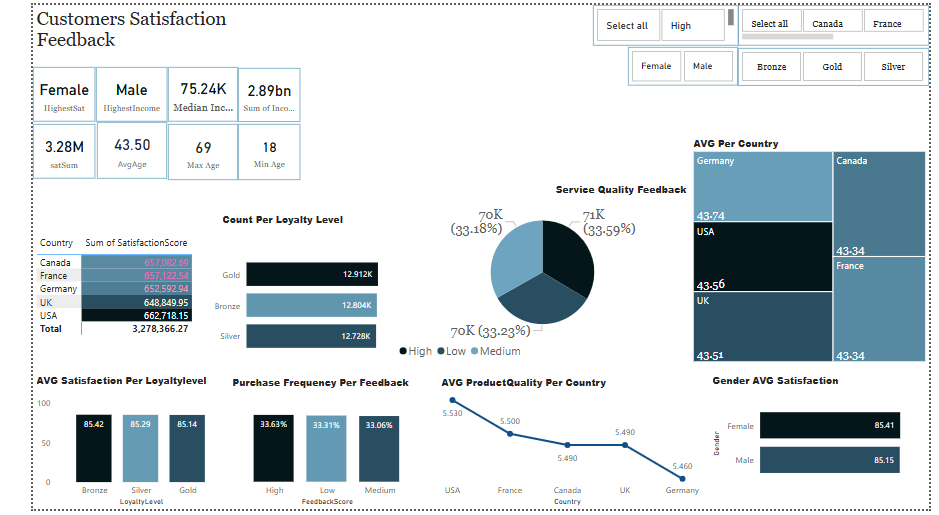 Customers Satisfaction
Feedback
Select all
High
Select all
Canada
France
Female
Male
Bronze
Gold
Silver
Female
HighestSat
Male
HighestIncome
75.24K
Median Inc...
2.89bn
Sum of Inco...
3.28M
satSum
43.50
AvgAge
69
Max Age
18
Min Age
AVG Per Country
Germany
43.74
Canada
43.34
USA
43.56
France
43.34
UK
43.51
Service Quality Feedback
70K
(33.18%)
71K
(33.59%)
70K (33.23%)
High Low Medium
Count Per Loyalty Level
Gold 12.912K
Bronze 12.804K
Silver 12.728K
Country Sum of SatisfactionScore
Canada 657,082.69
France 657,122.54
Germany 652,592.94
UK 648,849.95
USA 662,718.15
Total 3,278,366.27
AVG Satisfaction Per Loyaltylevel
100
50
0
85.42 85.29 85.14
Bronze Silver Gold
LoyaltyLevel
Purchase Frequency Per Feedback
33.63% 33.31% 33.06%
High Low Medium
FeedbackScore
AVG ProductQuality Per Country
5.530
5.500
5.490
5.490
5.460
USA France Canada UK Germany
Country
Gender AVG Satisfaction
Gender
Female 85.41
Male 85.15